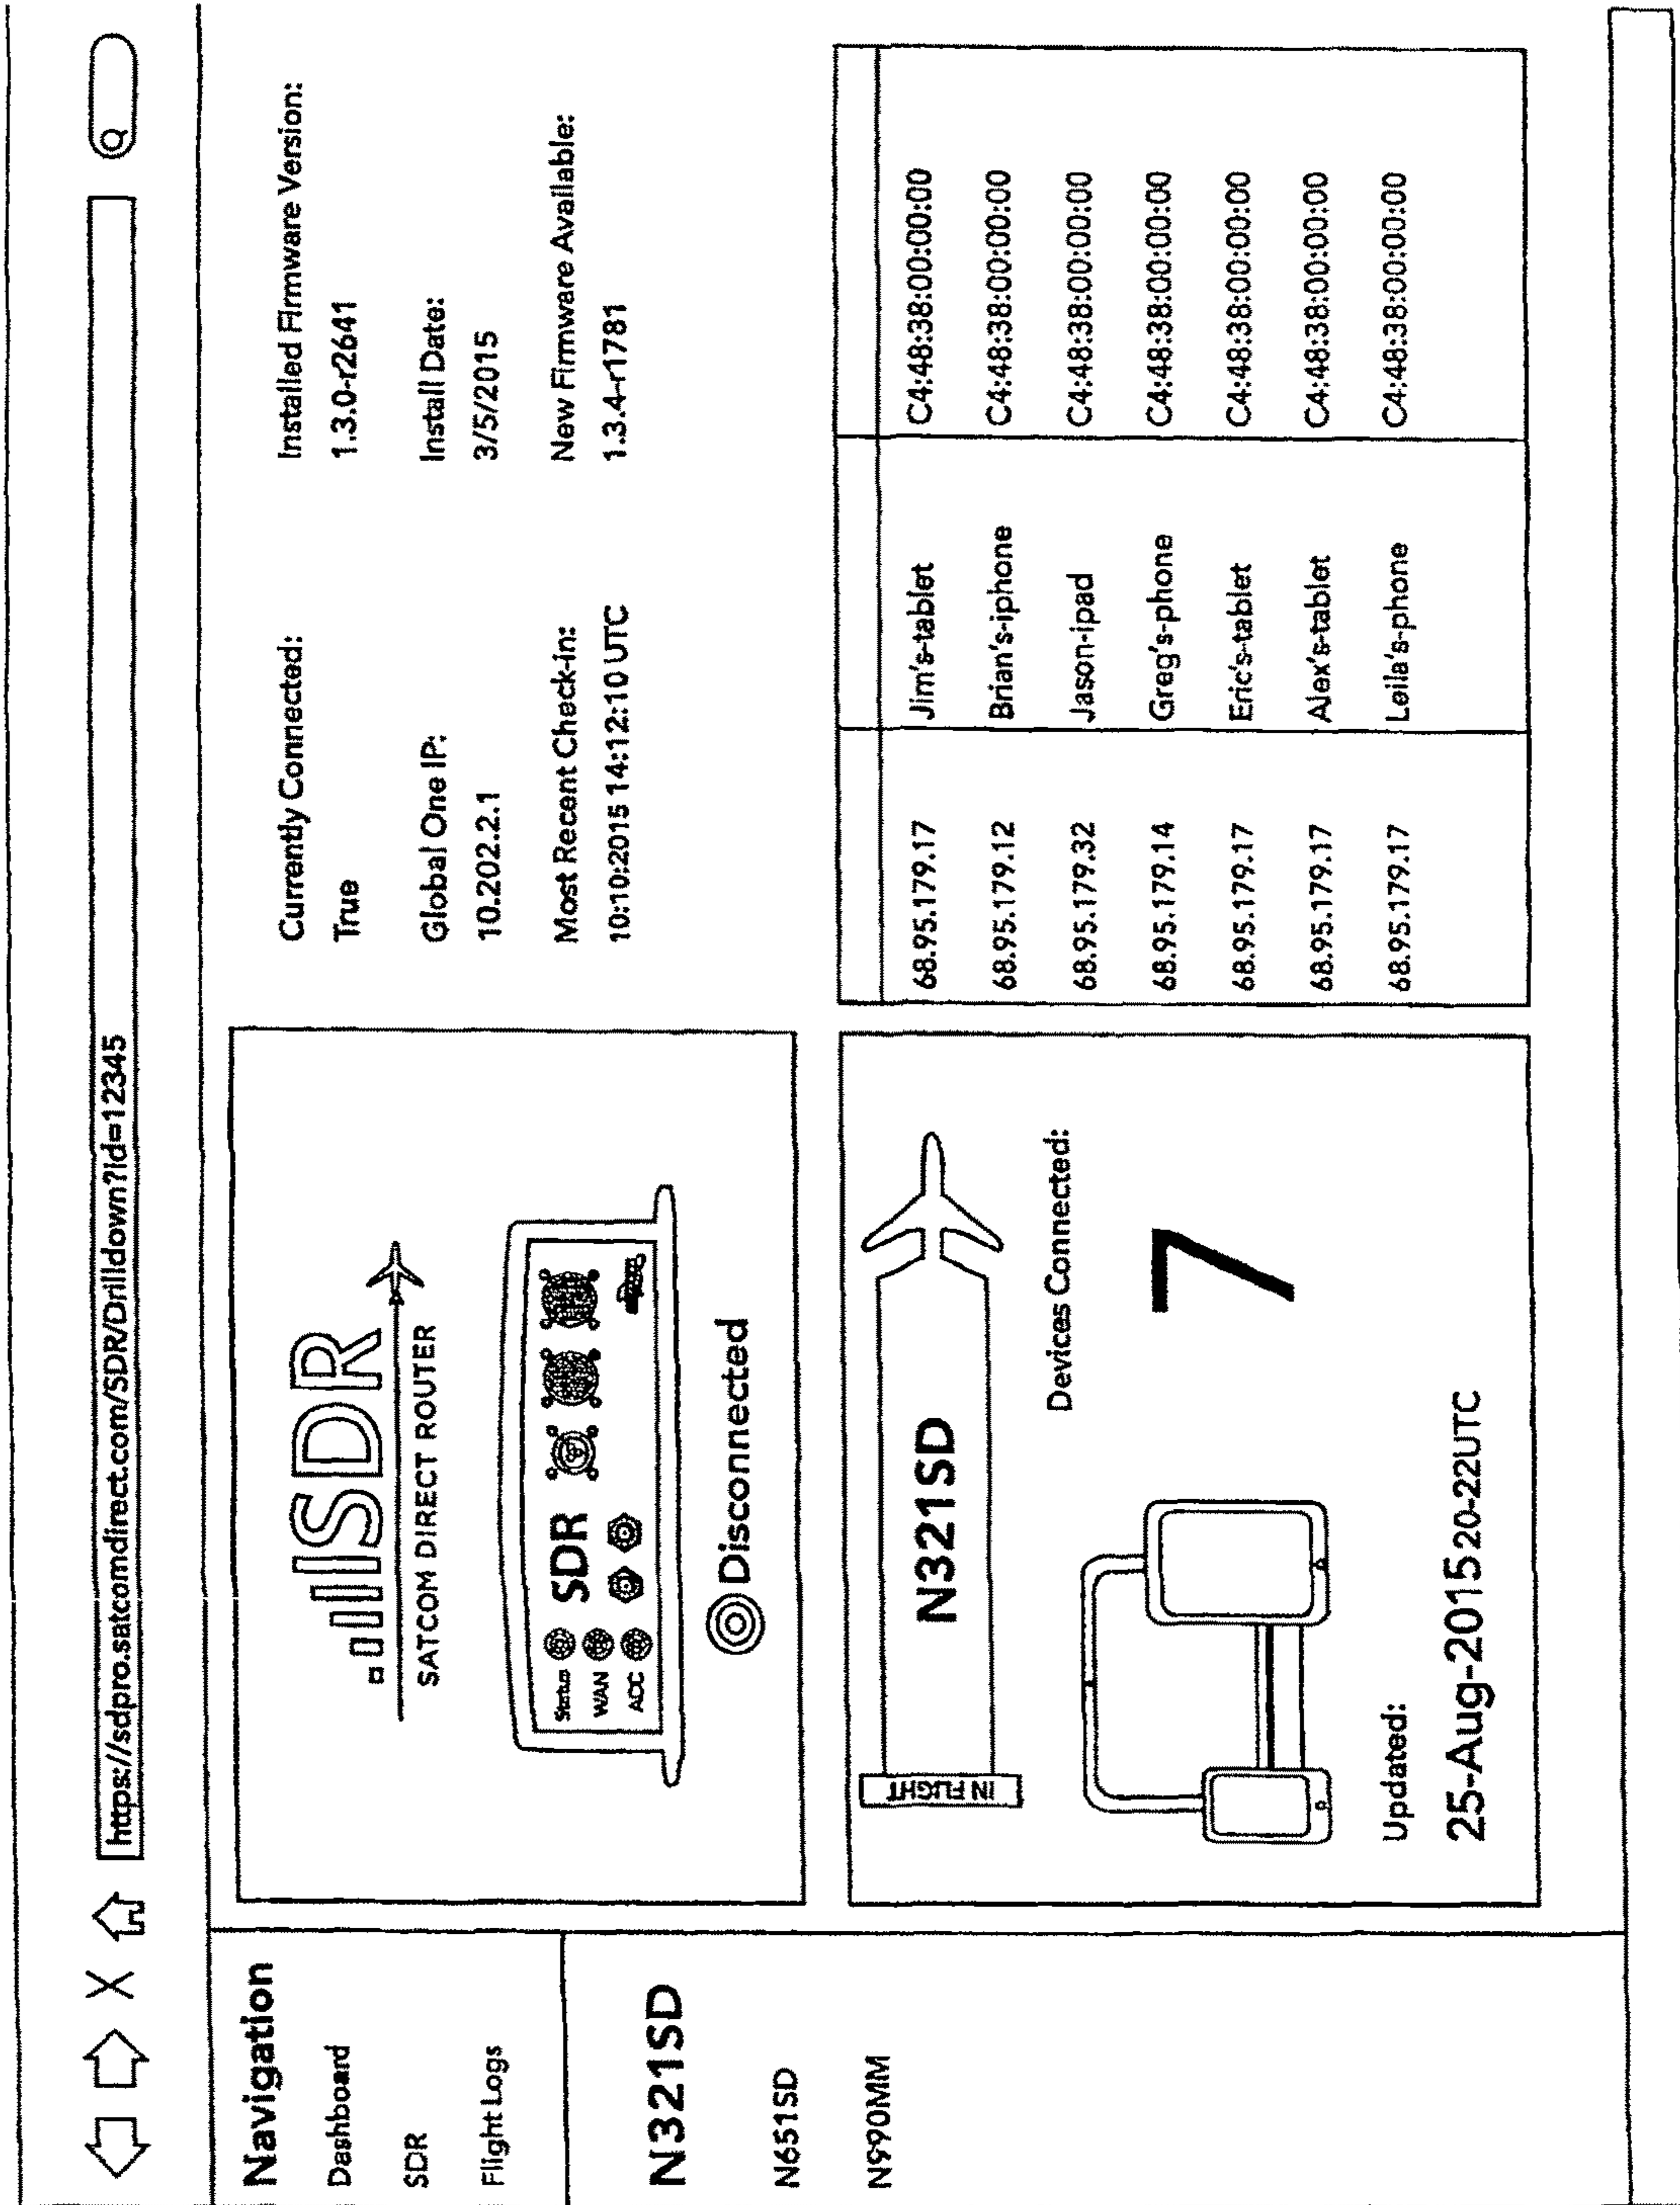 https://sdpro.satcomdirect.com/SDR/Drilldown?id=12345
Navigation
Dashboard
SDR
Flight Logs
N321SD
N651SD
N990MM
SDR
SATCOM DIRECT ROUTER
Status
WAN
ACC
SDR
Disconnected
Currently Connected:
True
Global One IP:
10.202.2.1
Most Recent Check-in:
10:10:2015 14:12:10 UTC
Installed Firmware Version:
1.3.0-r2641
Install Date:
3/5/2015
New Firmware Available:
1.3.4-r1781
IN FLIGHT
N321SD
Devices Connected:
7
Updated:
25-Aug-2015 20-22UTC
68.95.179.17 Jim's-tablet C4:48:38:00:00:00
68.95.179.12 Brian's-iphone C4:48:38:00:00:00
68.95.179.32 Jason-ipad C4:48:38:00:00:00
68.95.179.14 Greg's-phone C4:48:38:00:00:00
68.95.179.17 Eric's-tablet C4:48:38:00:00:00
68.95.179.17 Alex's-tablet C4:48:38:00:00:00
68.95.179.17 Leila's-phone C4:48:38:00:00:00